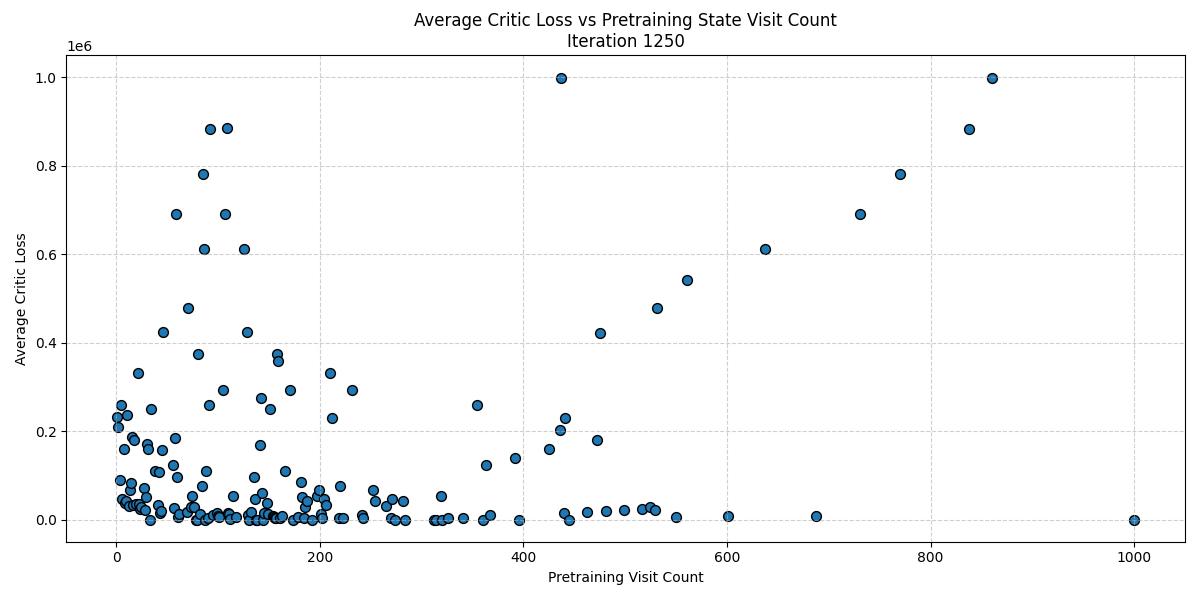 Average Critic Loss vs Pretraining State Visit Count
Iteration 1250
1e6
1.0
0.8
0.6
0.4
0.2
0.0
Average Critic Loss
0 200 400 600 800 1000
Pretraining Visit Count